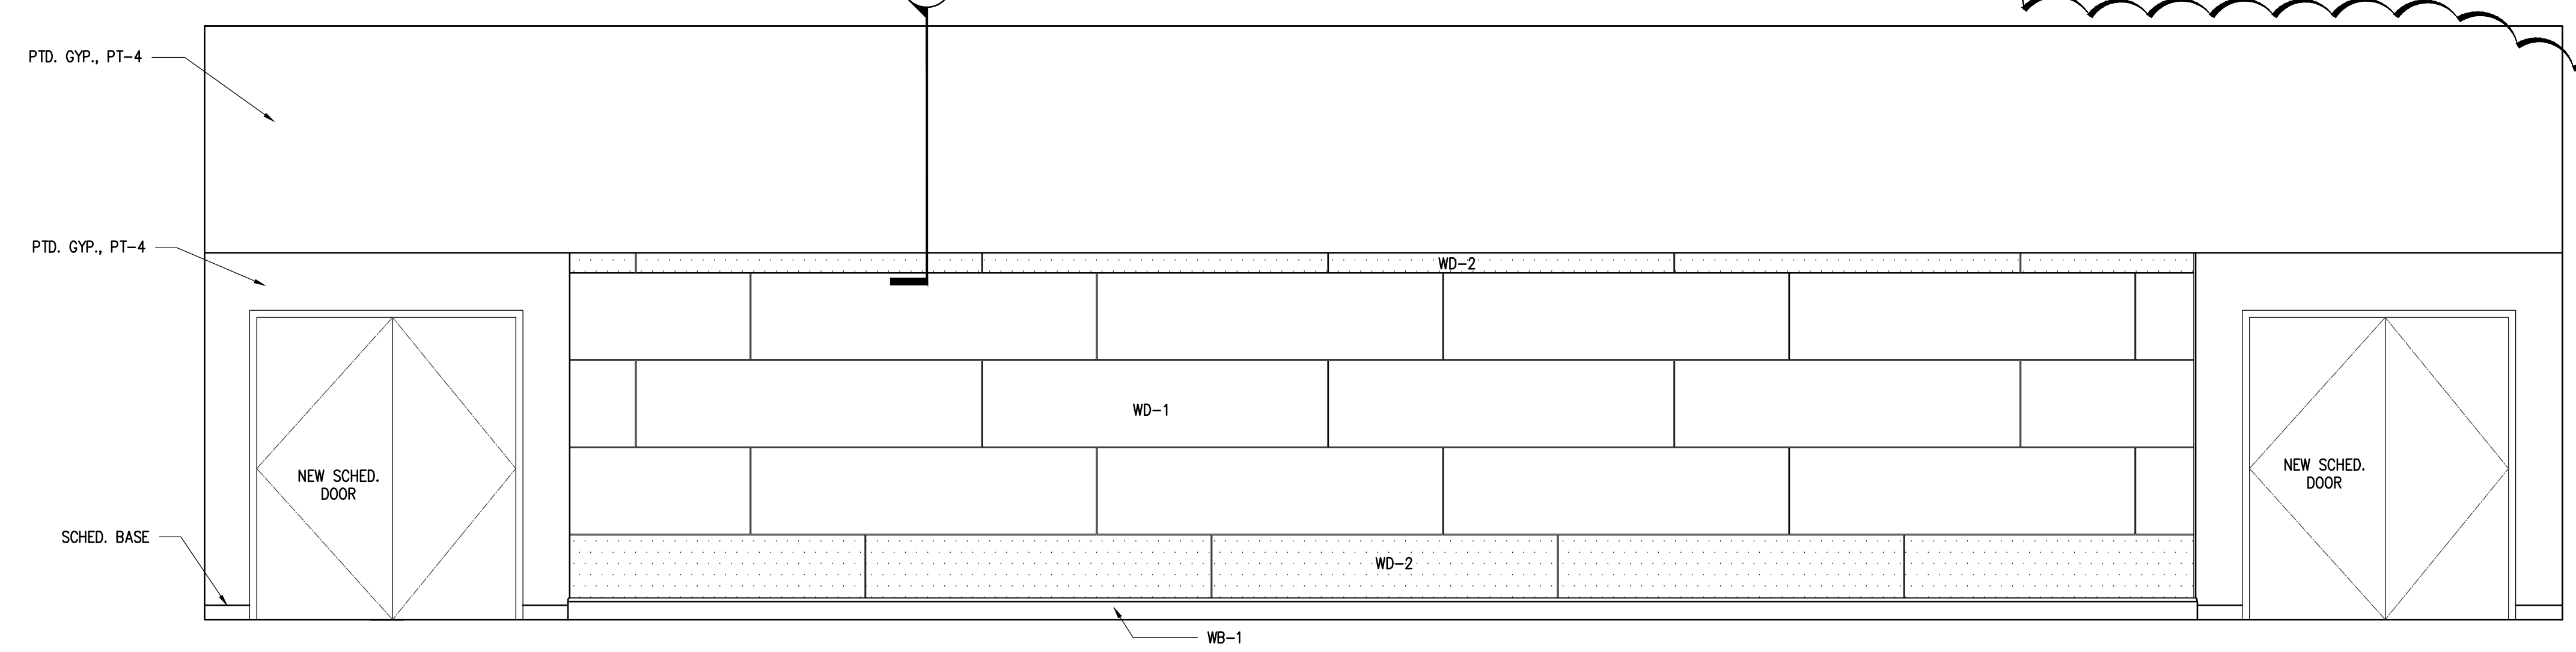 PTD. GYP., PT-4
PTD. GYP., PT-4
WD-2
WD-1
NEW SCHED.
DOOR
NEW SCHED.
DOOR
SCHED. BASE
WD-2
WB-1